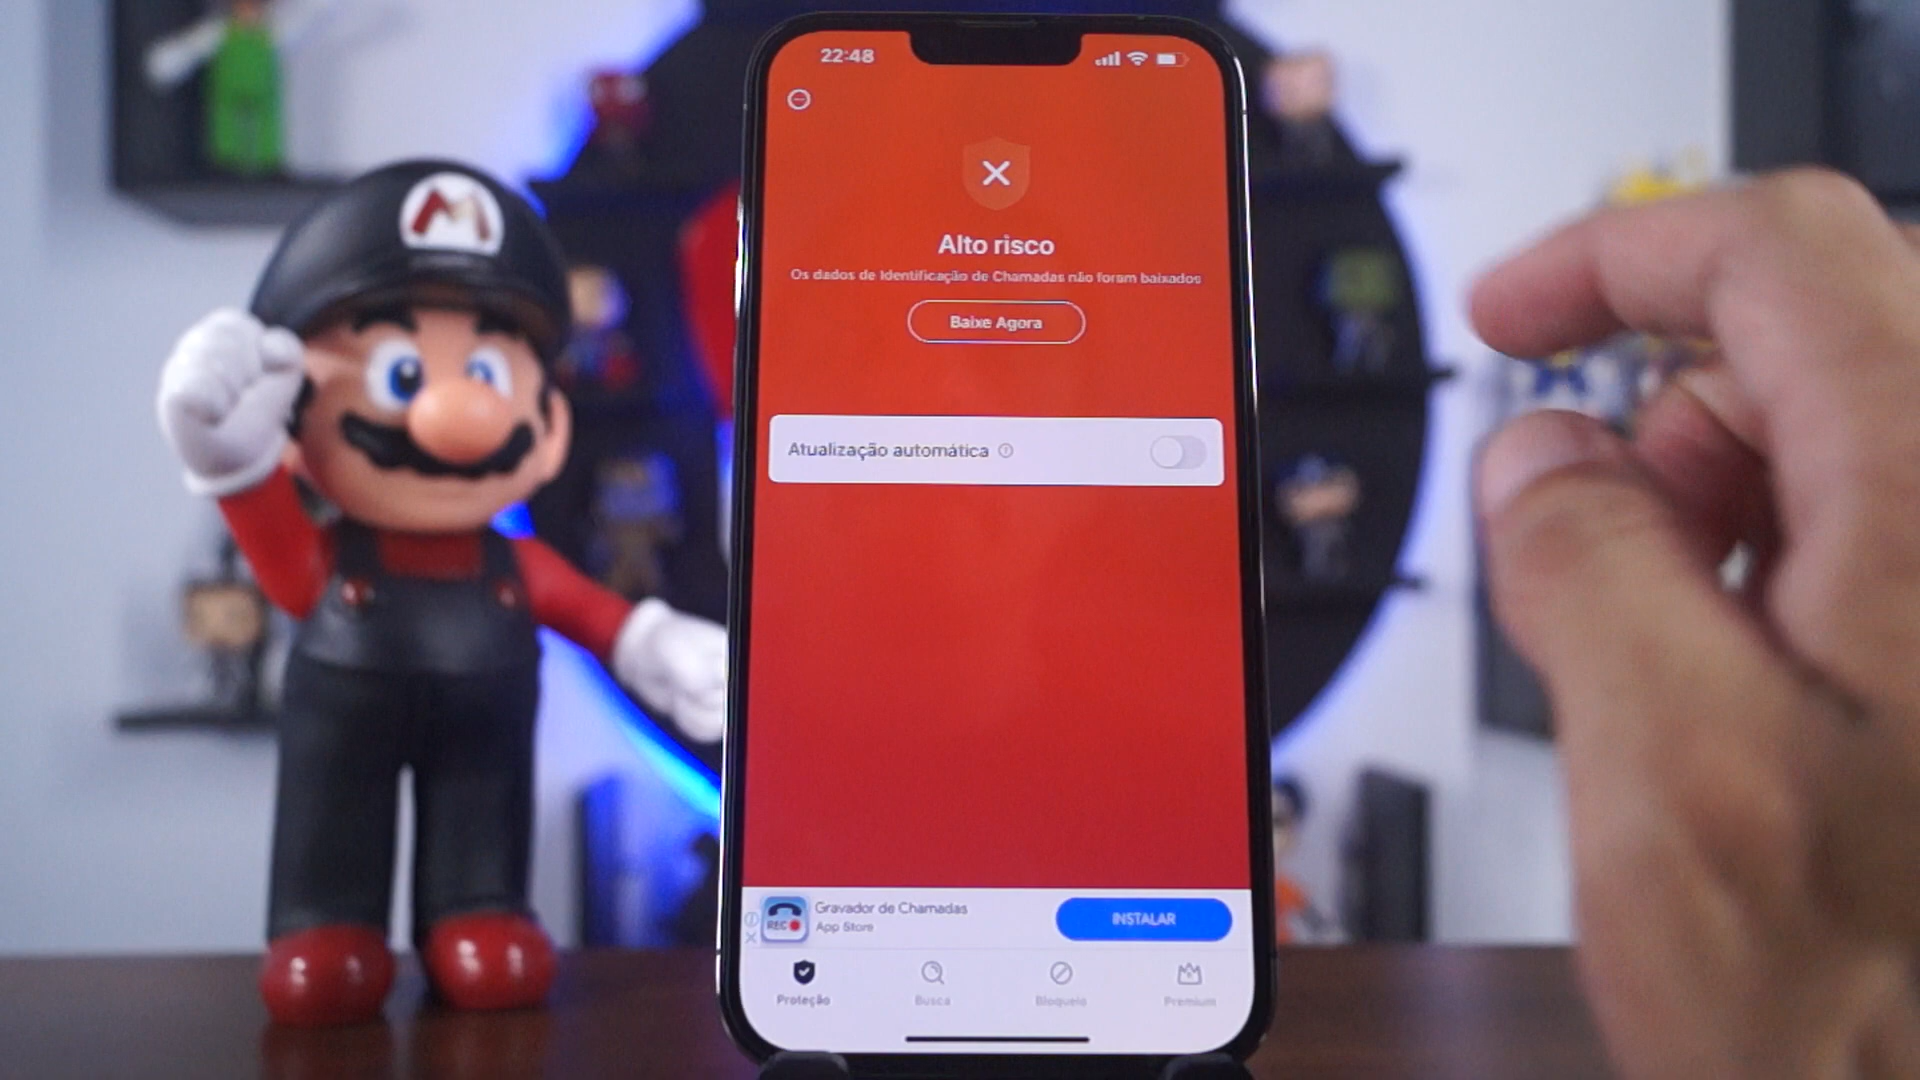 22:48
Alto risco
Os dados de Identificação de Chamadas não foram baixados
Baixe Agora
Atualização automática
Gravador de Chamadas
App Store
REC
INSTALAR
Proteção
Busca
Bloqueio
Premium
M